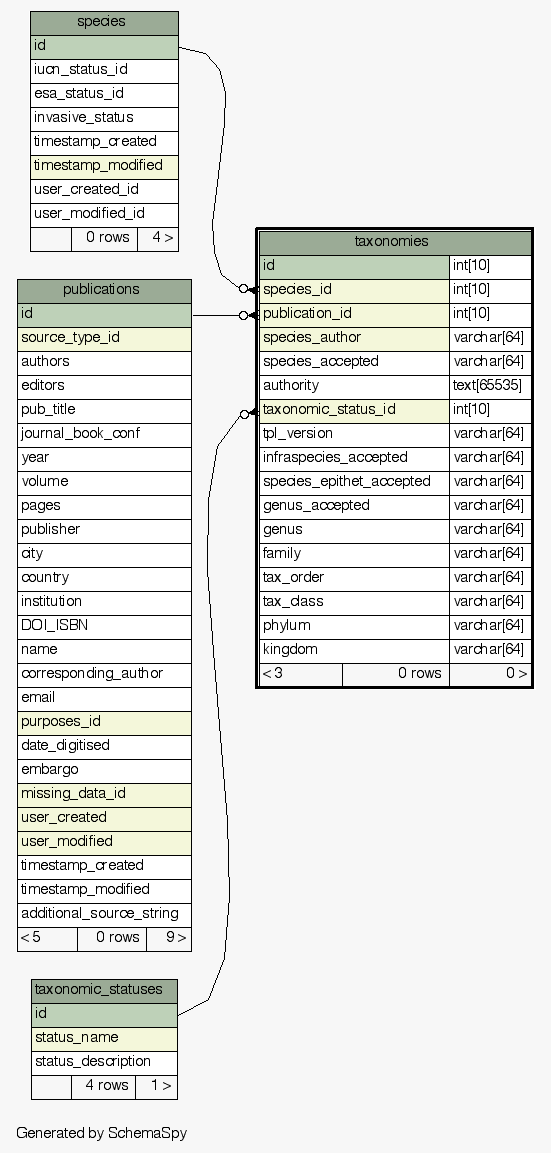 species
id
iucn_status_id
esa_status_id
invasive_status
timestamp_created
timestamp_modified
user_created_id
user_modified_id
0 rows 4 >
taxonomies
id int[10]
species_id int[10]
publication_id int[10]
species_author varchar[64]
species_accepted varchar[64]
authority text[65535]
taxonomic_status_id int[10]
tpl_version varchar[64]
infraspecies_accepted varchar[64]
species_epithet_accepted varchar[64]
genus_accepted varchar[64]
genus varchar[64]
family varchar[64]
tax_order varchar[64]
tax_class varchar[64]
phylum varchar[64]
kingdom varchar[64]
< 3 0 rows 0 >
publications
id
source_type_id
authors
editors
pub_title
journal_book_conf
year
volume
pages
publisher
city
country
institution
DOI_ISBN
name
corresponding_author
email
purposes_id
date_digitised
embargo
missing_data_id
user_created
user_modified
timestamp_created
timestamp_modified
additional_source_string
< 5 0 rows 9 >
taxonomic_statuses
id
status_name
status_description
4 rows 1 >
Generated by SchemaSpy